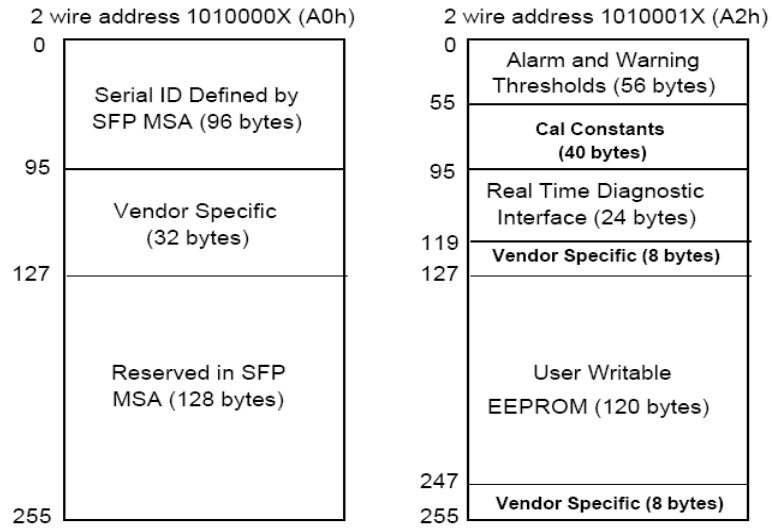 2 wire address 1010000X (A0h)
0
Serial ID Defined by
SFP MSA (96 bytes)
95
Vendor Specific
(32 bytes)
127
Reserved in SFP
MSA (128 bytes)
255
2 wire address 1010001X (A2h)
0
Alarm and Warning
Thresholds (56 bytes)
55
Cal Constants
(40 bytes)
95
Real Time Diagnostic
Interface (24 bytes)
119
Vendor Specific (8 bytes)
127
User Writable
EEPROM (120 bytes)
247
Vendor Specific (8 bytes)
255